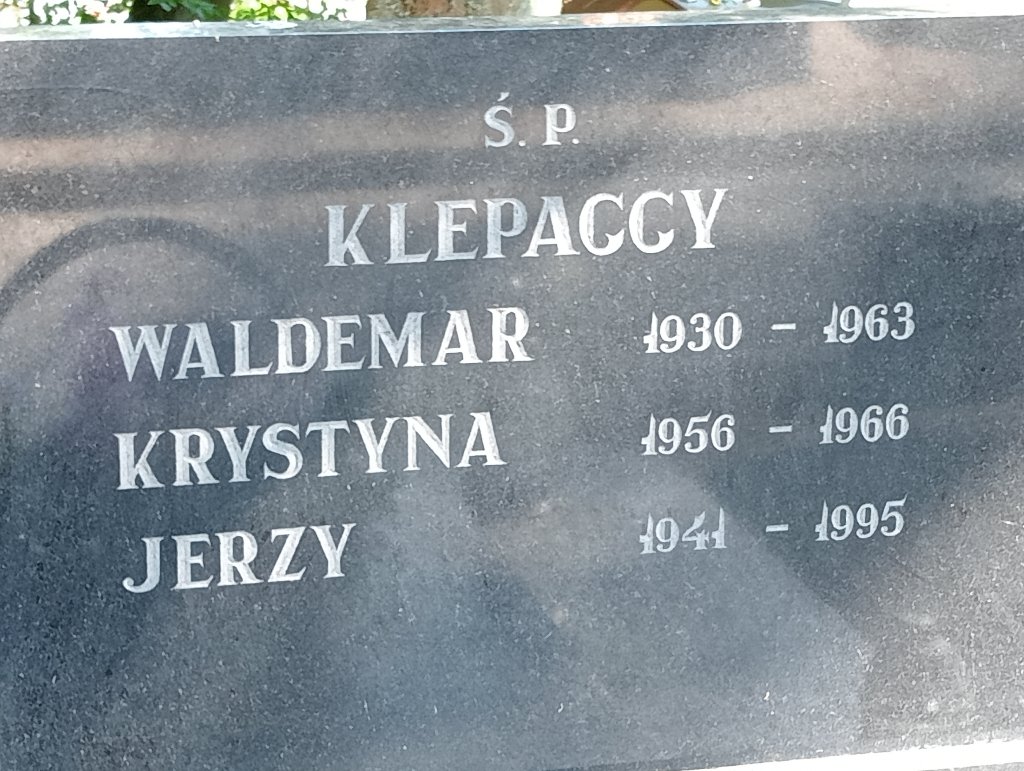 Ś. P.
KLEPACCY
WALDEMAR 1930 - 1963
KRYSTYNA 1956 - 1966
JERZY 1941 - 1995